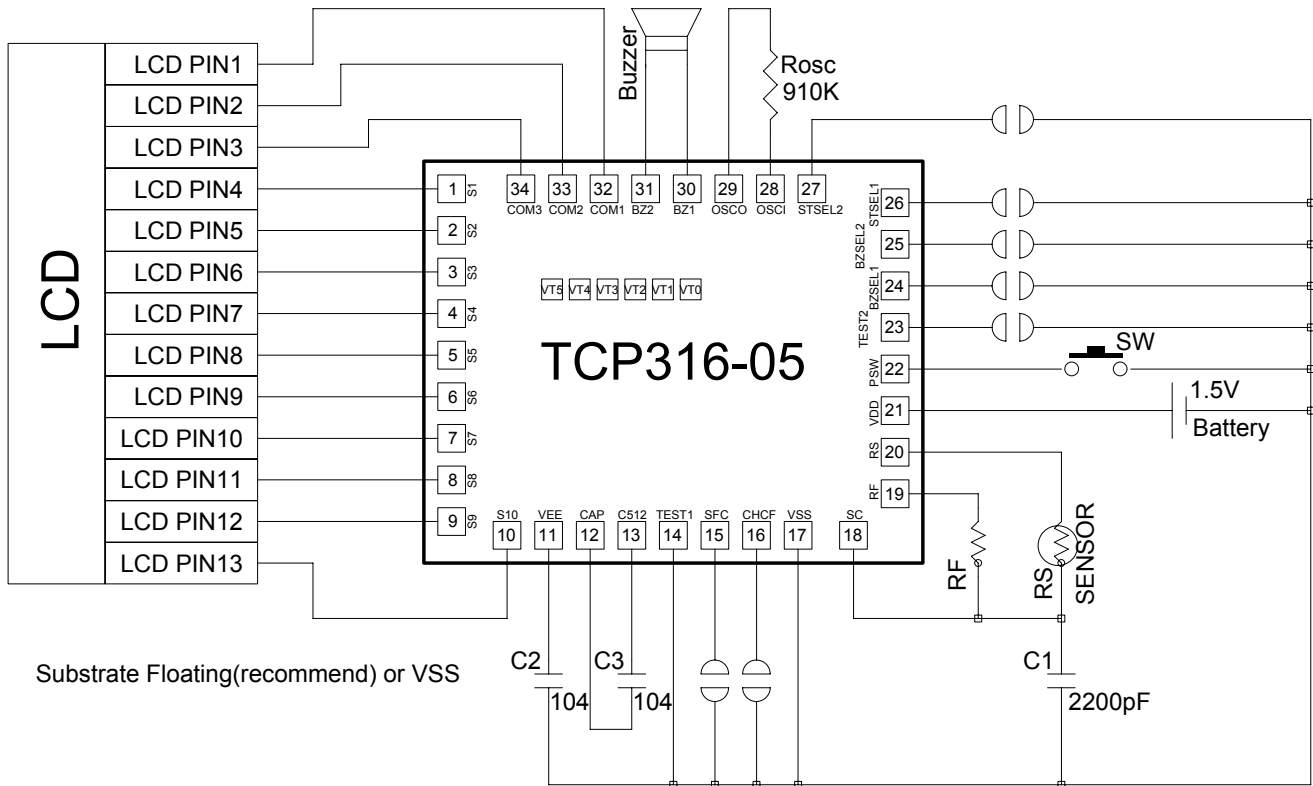 LCD
LCD PIN1
LCD PIN2
LCD PIN3
LCD PIN4
LCD PIN5
LCD PIN6
LCD PIN7
LCD PIN8
LCD PIN9
LCD PIN10
LCD PIN11
LCD PIN12
LCD PIN13
Buzzer
Rosc
910K
34 33 32 31 30 29 28 27
COM3 COM2 COM1 BZ2 BZ1 OSCO OSCI STSEL2
1 S1
2 S2
3 S3
4 S4
5 S5
6 S6
7 S7
8 S8
9 S9
VT5 VT4 VT3 VT2 VT1 VT0
TCP316-05
26 STSEL1
25 BZSEL2
24 BZSEL1
23 TEST2
22 PSW
21 VDD
20 RS
19 RF
S10 VEE CAP C512 TEST1 SFC CHCF VSS SC
10 11 12 13 14 15 16 17 18
SW
1.5V
Battery
RF
RS
SENSOR
C2
104
C3
104
C1
2200pF
Substrate Floating(recommend) or VSS